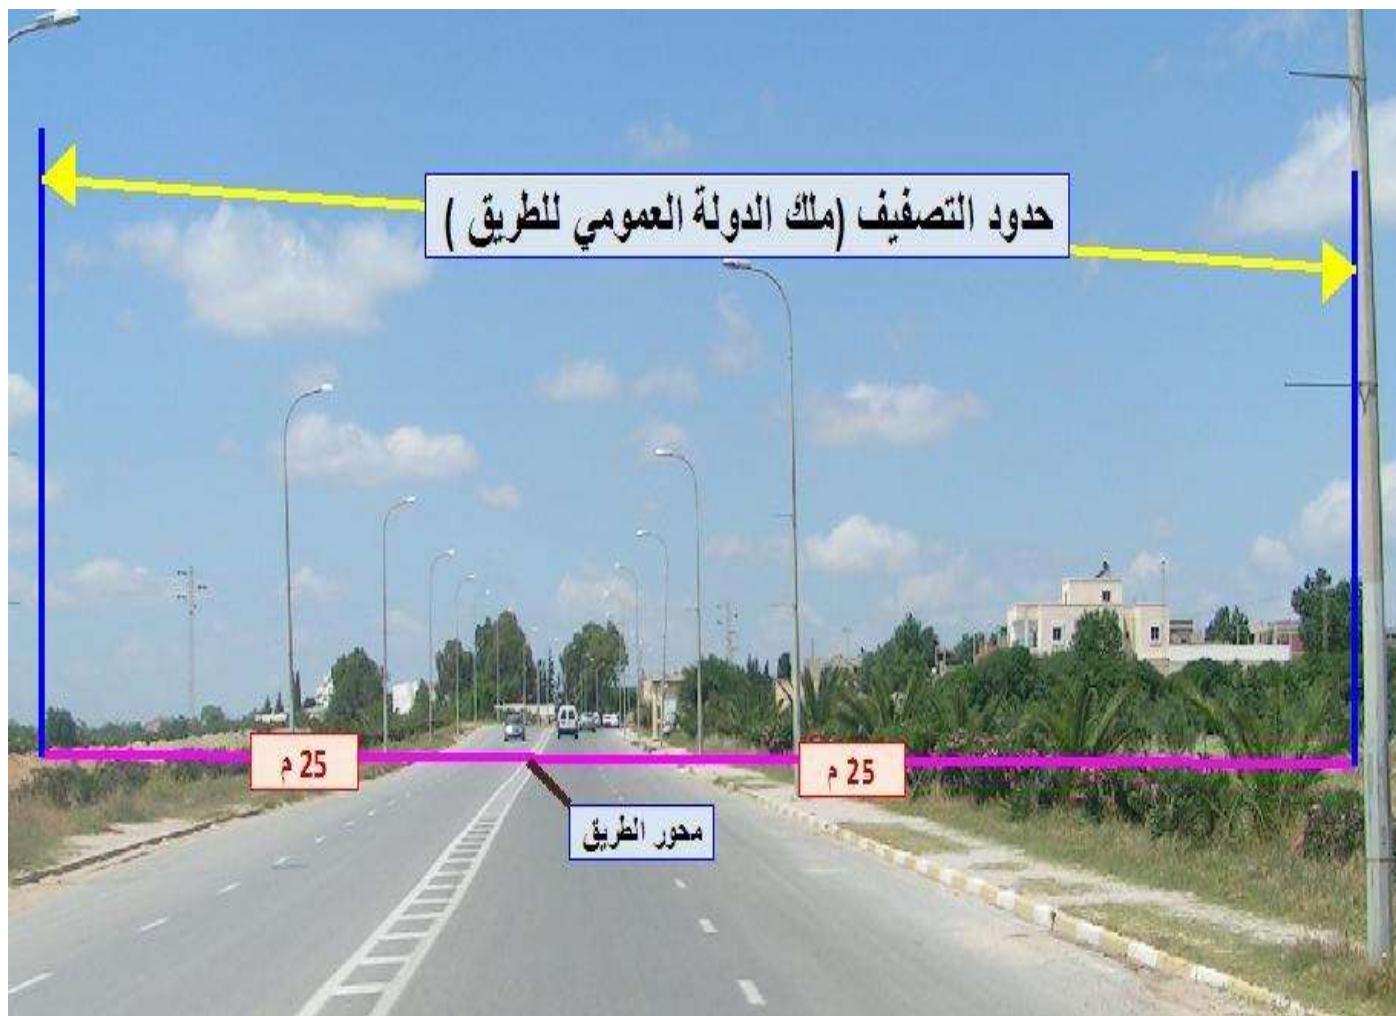 حدود التصفيف (ملك الدولة العمومي للطريق )
25 م
25 م
محور الطريق